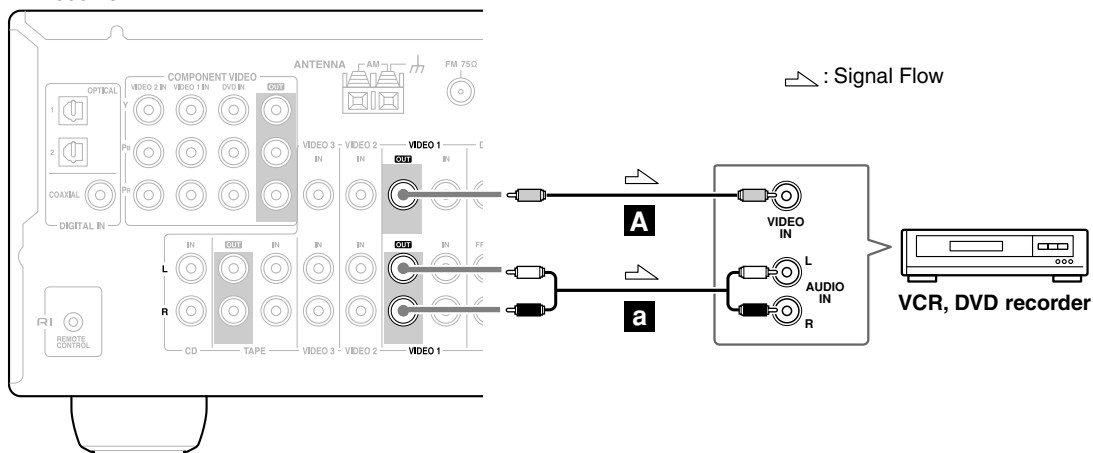 ANTENNA
AM
FM 75Ω
: Signal Flow
COMPONENT VIDEO
VIDEO 2 IN VIDEO 1 IN DVD IN OUT
OPTICAL
1
Y
2
PB
VIDEO 3 VIDEO 2 VIDEO 1
IN IN OUT IN
COAXIAL
PR
DIGITAL IN
A
VIDEO
IN
IN OUT IN IN IN OUT IN
L
L
AUDIO
IN
R
R
a
VCR, DVD recorder
RI
REMOTE
CONTROL
CD TAPE VIDEO 3 VIDEO 2 VIDEO 1